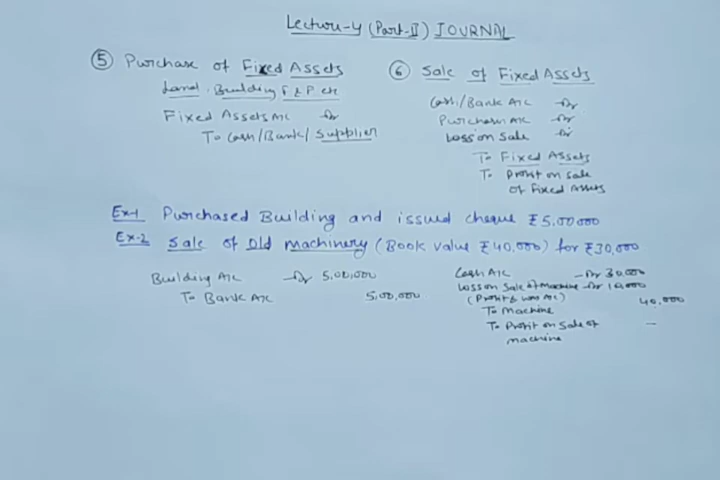 Lecture-4 (Part-II) JOURNAL
⑤ Purchase of Fixed Assets
Land, Building F & P. etc
Fixed Assets A/c Dr
To Cash/Bank/Supplier
⑥ Sale of Fixed Assets
Cash/Bank A/c Dr
Purchaser A/c Dr
Loss on Sale Dr
To Fixed Assets
To Profit on Sale
of Fixed Assets
Ex-1 Purchased Building and issued cheque ₹5,00,000
Ex-2 Sale of Old Machinery (Book value ₹40,000) for ₹30,000
Building A/c — Dr 5,00,000
To Bank A/c 5,00,000
Cash A/c — Dr 30,000
Loss on Sale of Machine — Dr 10,000
(Profit & Loss A/c) 40,000
To Machine
To Profit on Sale of —
machine